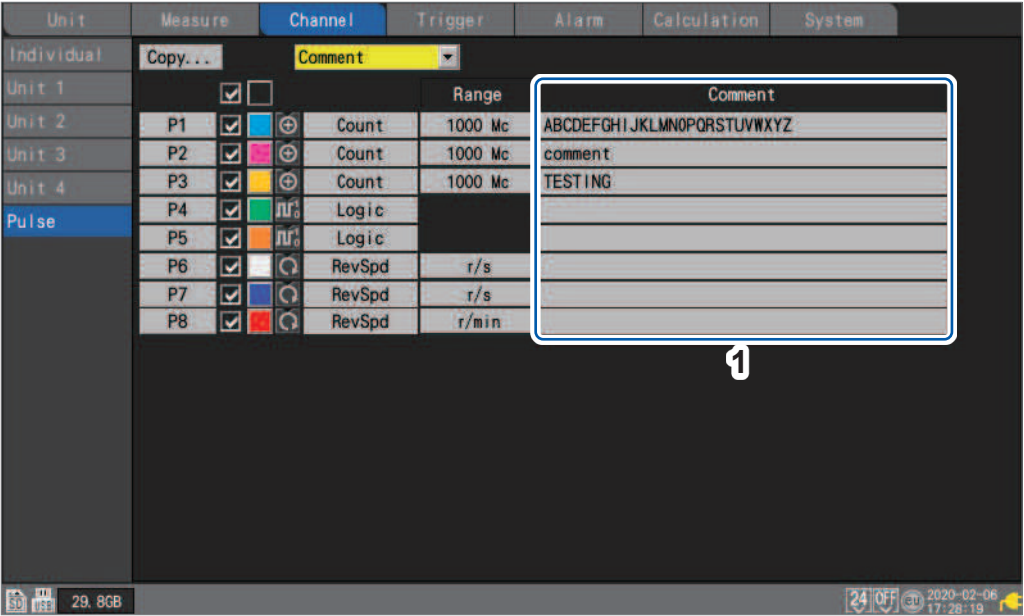 Unit Measure Channel Trigger Alarm Calculation System
Individual Copy... Comment
Unit 1 Range Comment
Unit 2 P1 Count 1000 Mc ABCDEFGHIJKLMNOPQRSTUVWXYZ
Unit 3 P2 Count 1000 Mc comment
Unit 4 P3 Count 1000 Mc TESTING
Pulse P4 Logic
P5 Logic
P6 RevSpd r/s
P7 RevSpd r/s
P8 RevSpd r/min
1
SD USB 29.8GB 24 OFF EU 2020-02-06
17:28:19